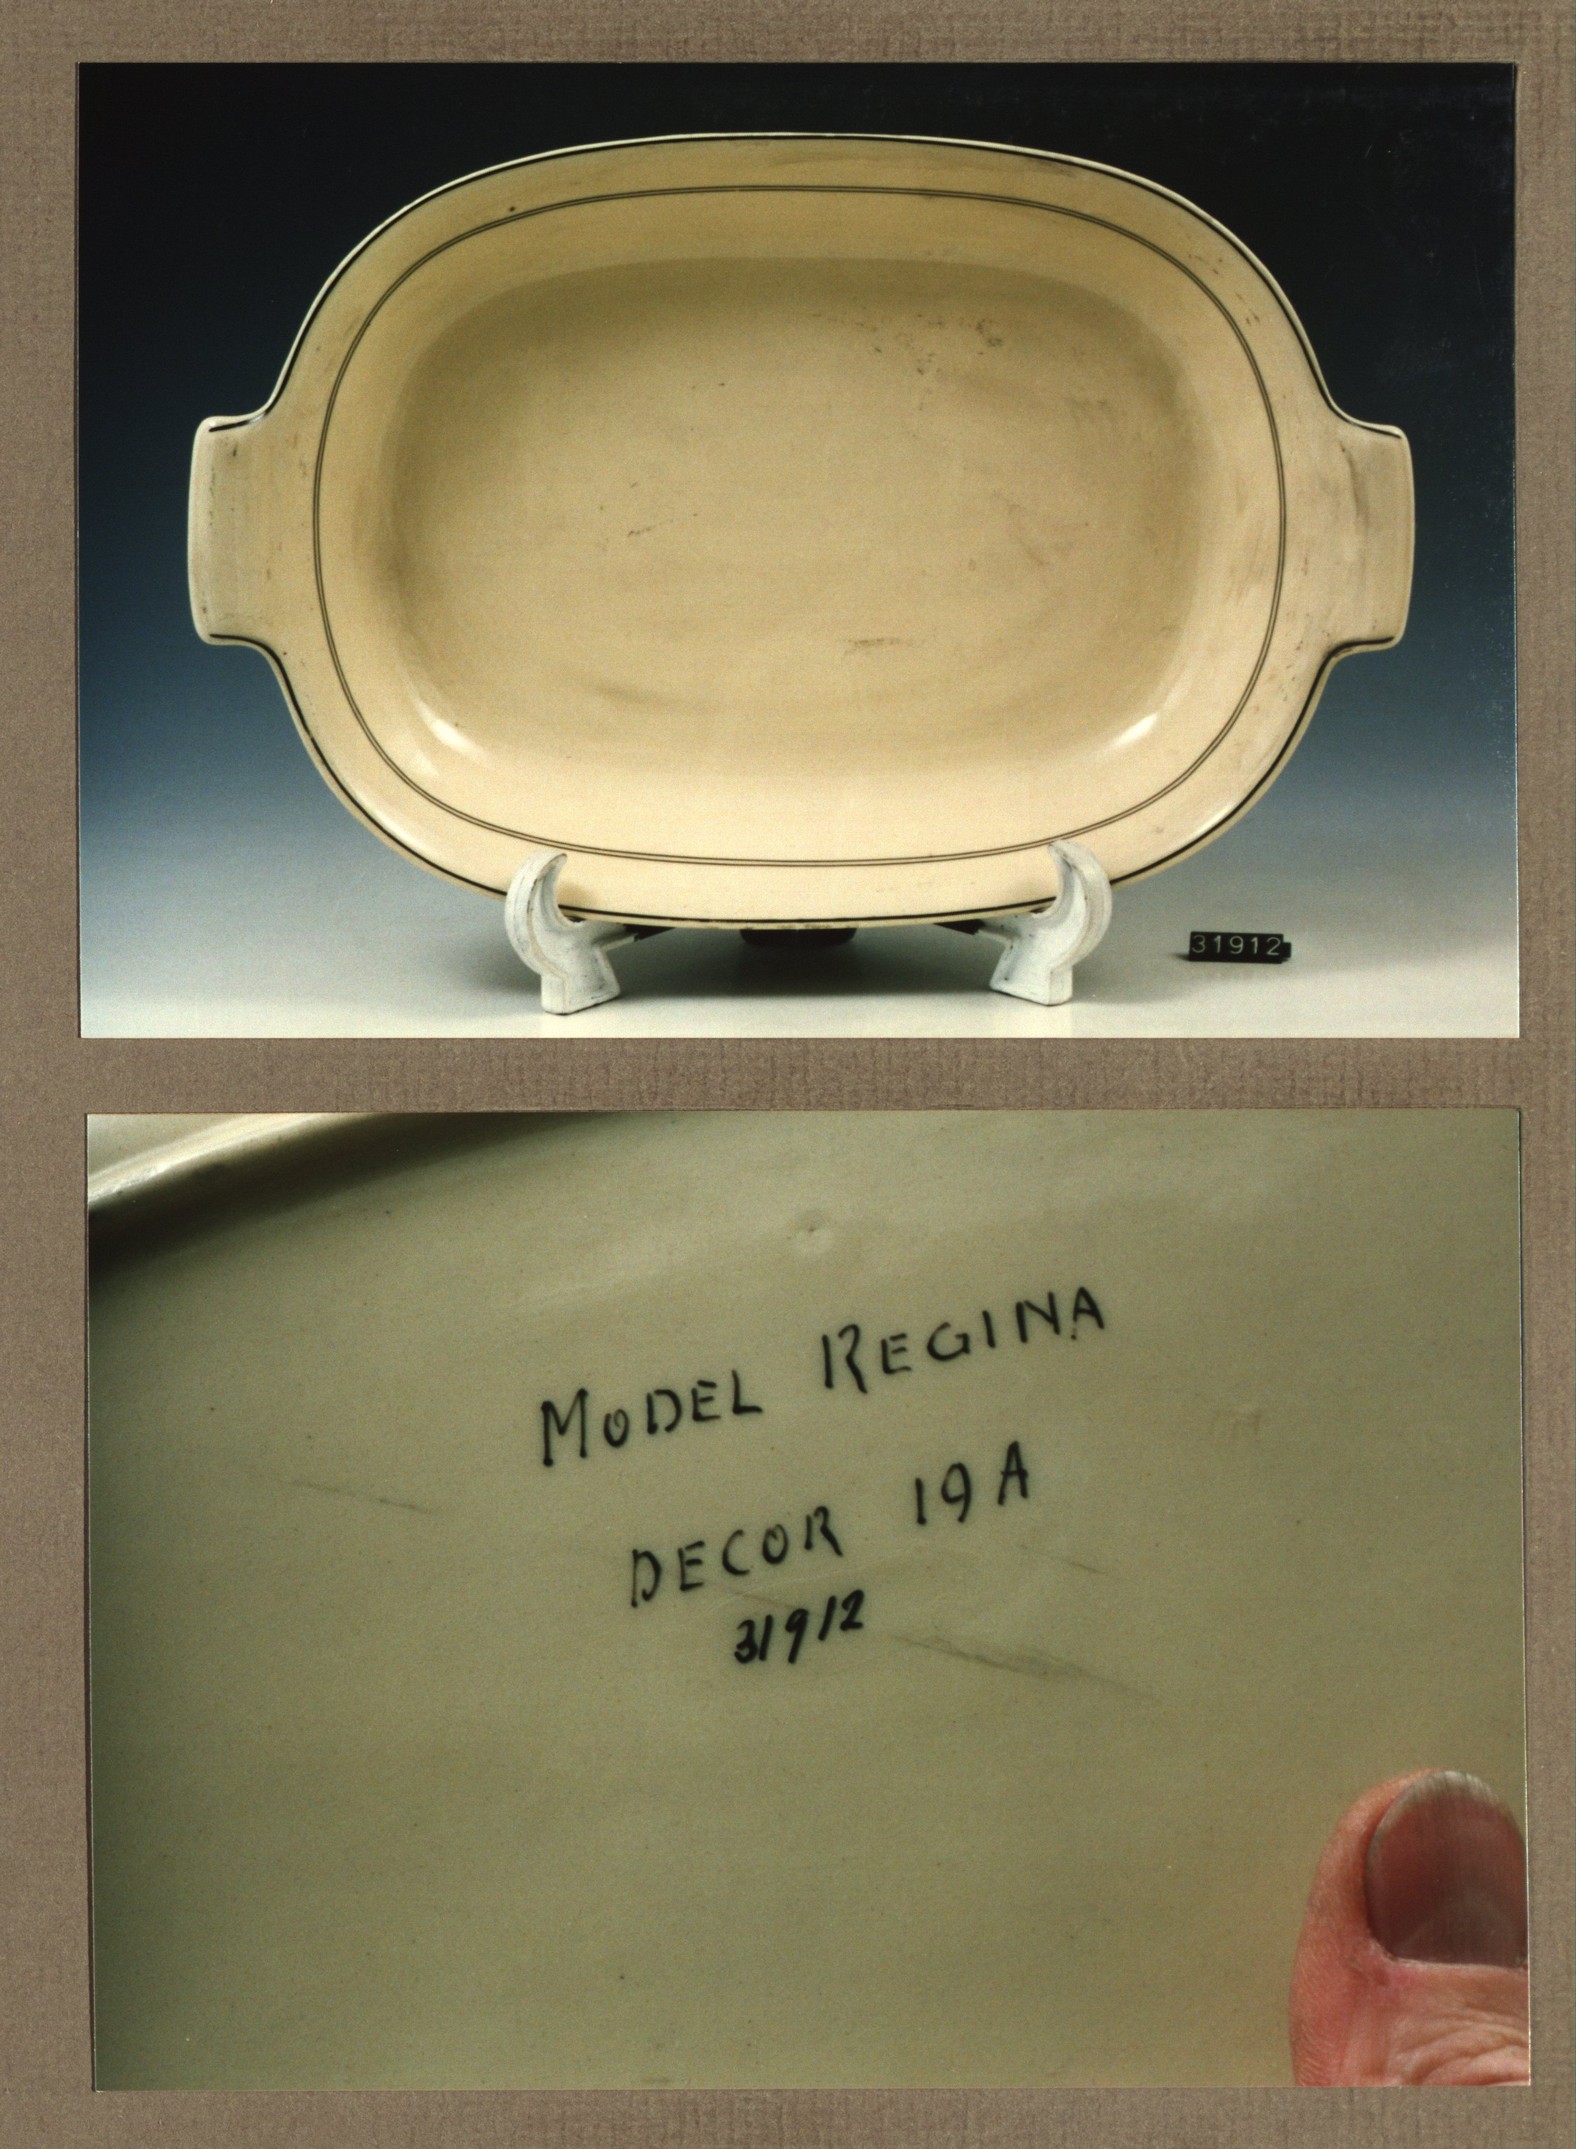 31912
MODEL REGINA
DECOR 19A
31912